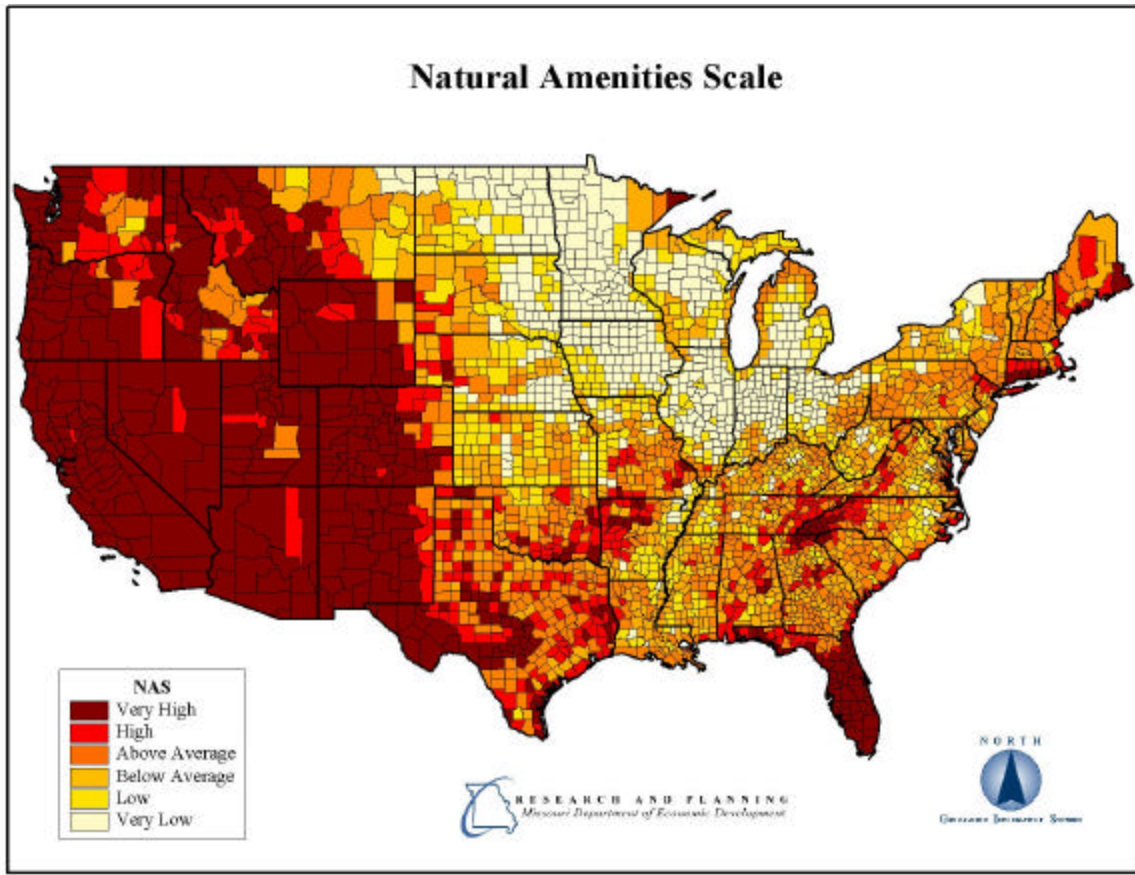 Natural Amenities Scale
NAS
Very High
High
Above Average
Below Average
Low
Very Low
RESEARCH AND PLANNING
Missouri Department of Economic Development
NORTH